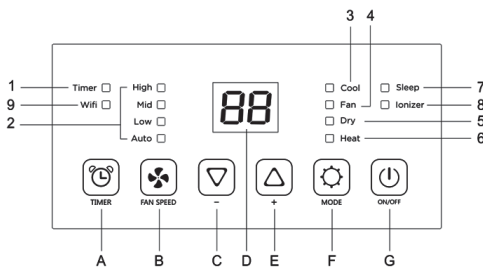 3 4
1 Timer High 88 Cool Sleep 7
9 Wifi Mid Fan Ionizer 8
2 Low Dry 5
Auto Heat 6
TIMER FAN SPEED − + MODE ON/OFF
A B C D E F G